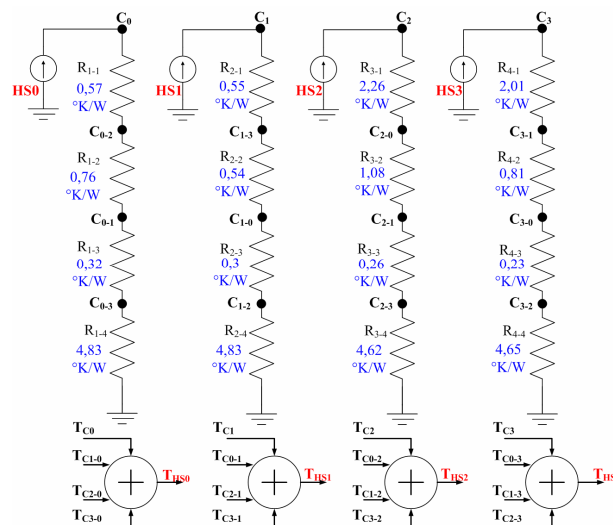 C0 C1 C2 C3
HS0 HS1 HS2 HS3
R1-1 R2-1 R3-1 R4-1
0,57 0,55 2,26 2,01
°K/W °K/W °K/W °K/W
C0-2 C1-3 C2-0 C3-1
R1-2 R2-2 R3-2 R4-2
0,76 0,54 1,08 0,81
°K/W °K/W °K/W °K/W
C0-1 C1-0 C2-1 C3-0
R1-3 R2-3 R3-3 R4-3
0,32 0,3 0,26 0,23
°K/W °K/W °K/W °K/W
C0-3 C1-2 C2-3 C3-2
R1-4 R2-4 R3-4 R4-4
4,83 4,83 4,62 4,65
°K/W °K/W °K/W °K/W
TC0 TC1 TC2 TC3
TC1-0 TC0-1 TC0-2 TC0-3
THS0 THS1 THS2 THS
TC2-0 TC2-1 TC1-2 TC1-3
TC3-0 TC3-1 TC3-2 TC2-3